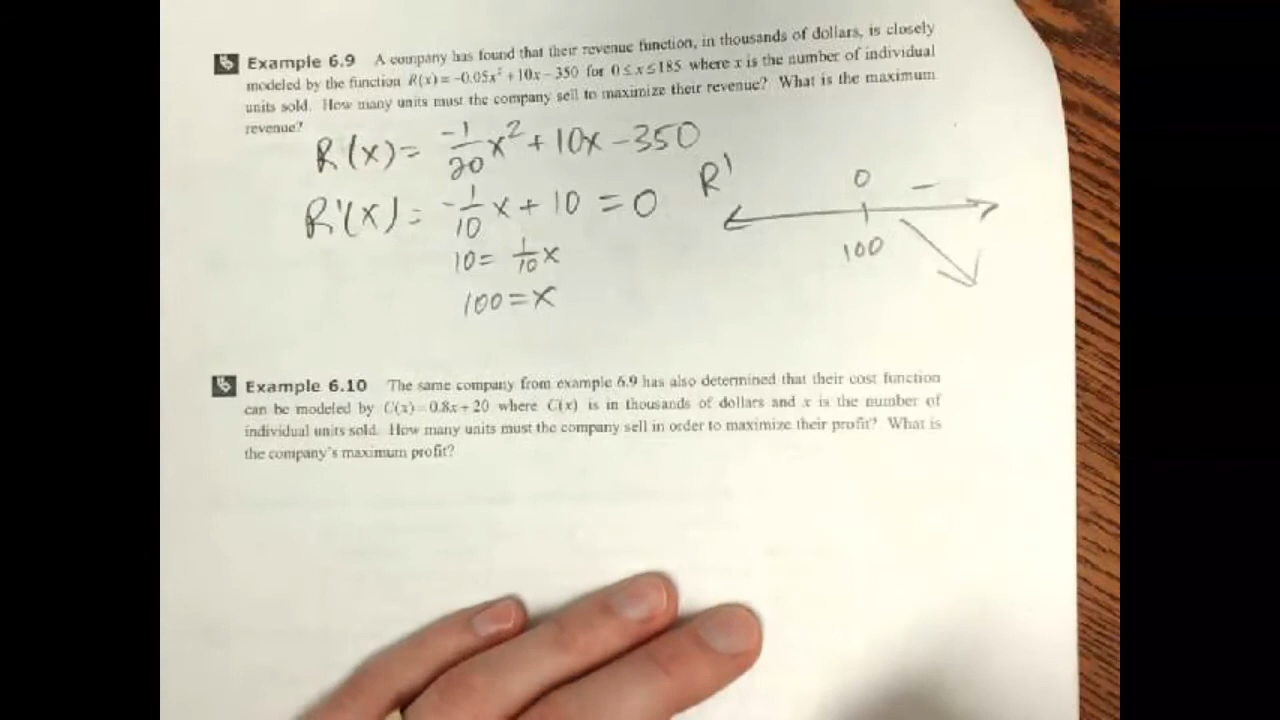 Example 6.9 A company has found that their revenue function, in thousands of dollars, is closely
modeled by the function R(x) = -0.05x² + 10x - 350 for 0 ≤ x ≤ 185 where x is the number of individual
units sold. How many units must the company sell to maximize their revenue? What is the maximum
revenue?
R(x) = -1/20 x² + 10x - 350
R'(x) = -1/10 x + 10 = 0
R' 0 -
100
10 = 1/10 x
100 = x
Example 6.10 The same company from example 6.9 has also determined that their cost function
can be modeled by C(x) = 0.8x + 20 where C(x) is in thousands of dollars and x is the number of
individual units sold. How many units must the company sell in order to maximize their profit? What is
the company's maximum profit?